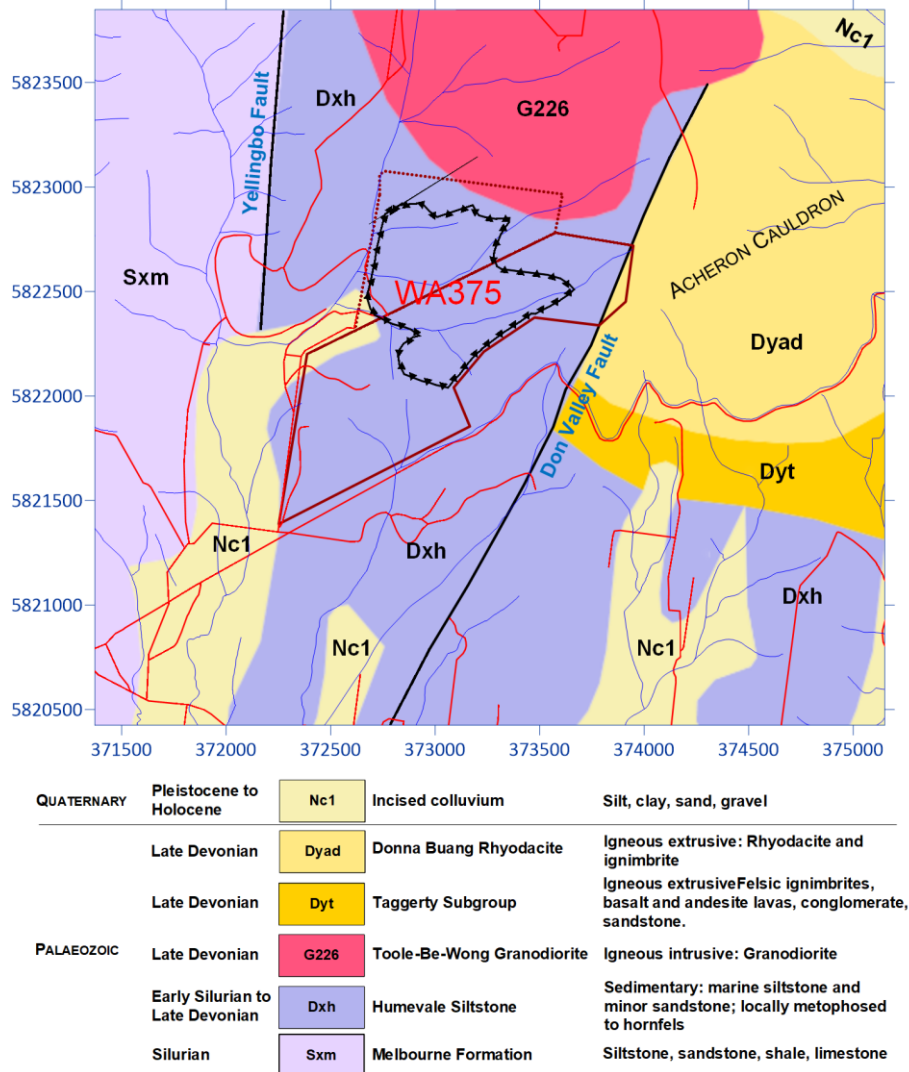 Nc1
5823500
Dxh
G226
Yellingbo Fault
5823000
ACHERON CAULDRON
Sxm
5822500
WA375
Dyad
5822000
Don Valley Fault
Dyt
5821500
Nc1
Dxh
Dxh
5821000
Nc1
Nc1
5820500
371500 372000 372500 373000 373500 374000 374500 375000
QUATERNARY Pleistocene to Holocene Nc1 Incised colluvium Silt, clay, sand, gravel
Late Devonian Dyad Donna Buang Rhyodacite Igneous extrusive: Rhyodacite and
ignimbrite
Late Devonian Dyt Taggerty Subgroup Igneous extrusiveFelsic ignimbrites,
basalt and andesite lavas, conglomerate,
sandstone.
PALAEOZOIC Late Devonian G226 Toole-Be-Wong Granodiorite Igneous intrusive: Granodiorite
Early Silurian to
Late Devonian Dxh Humevale Siltstone Sedimentary: marine siltstone and
minor sandstone; locally metophosed
to hornfels
Silurian Sxm Melbourne Formation Siltstone, sandstone, shale, limestone